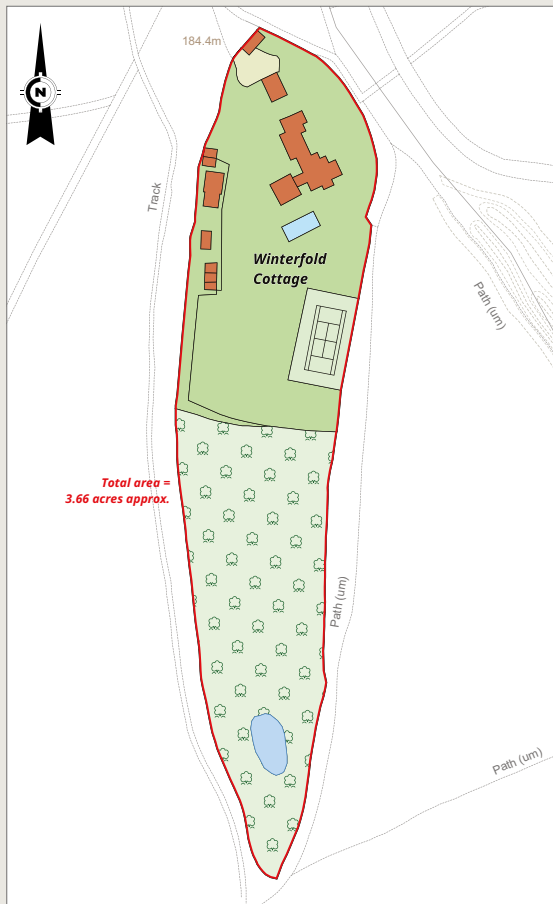 184.4m
N
Track
Winterfold
Cottage
Path (um)
Total area =
3.66 acres approx.
Path (um)
Path (um)